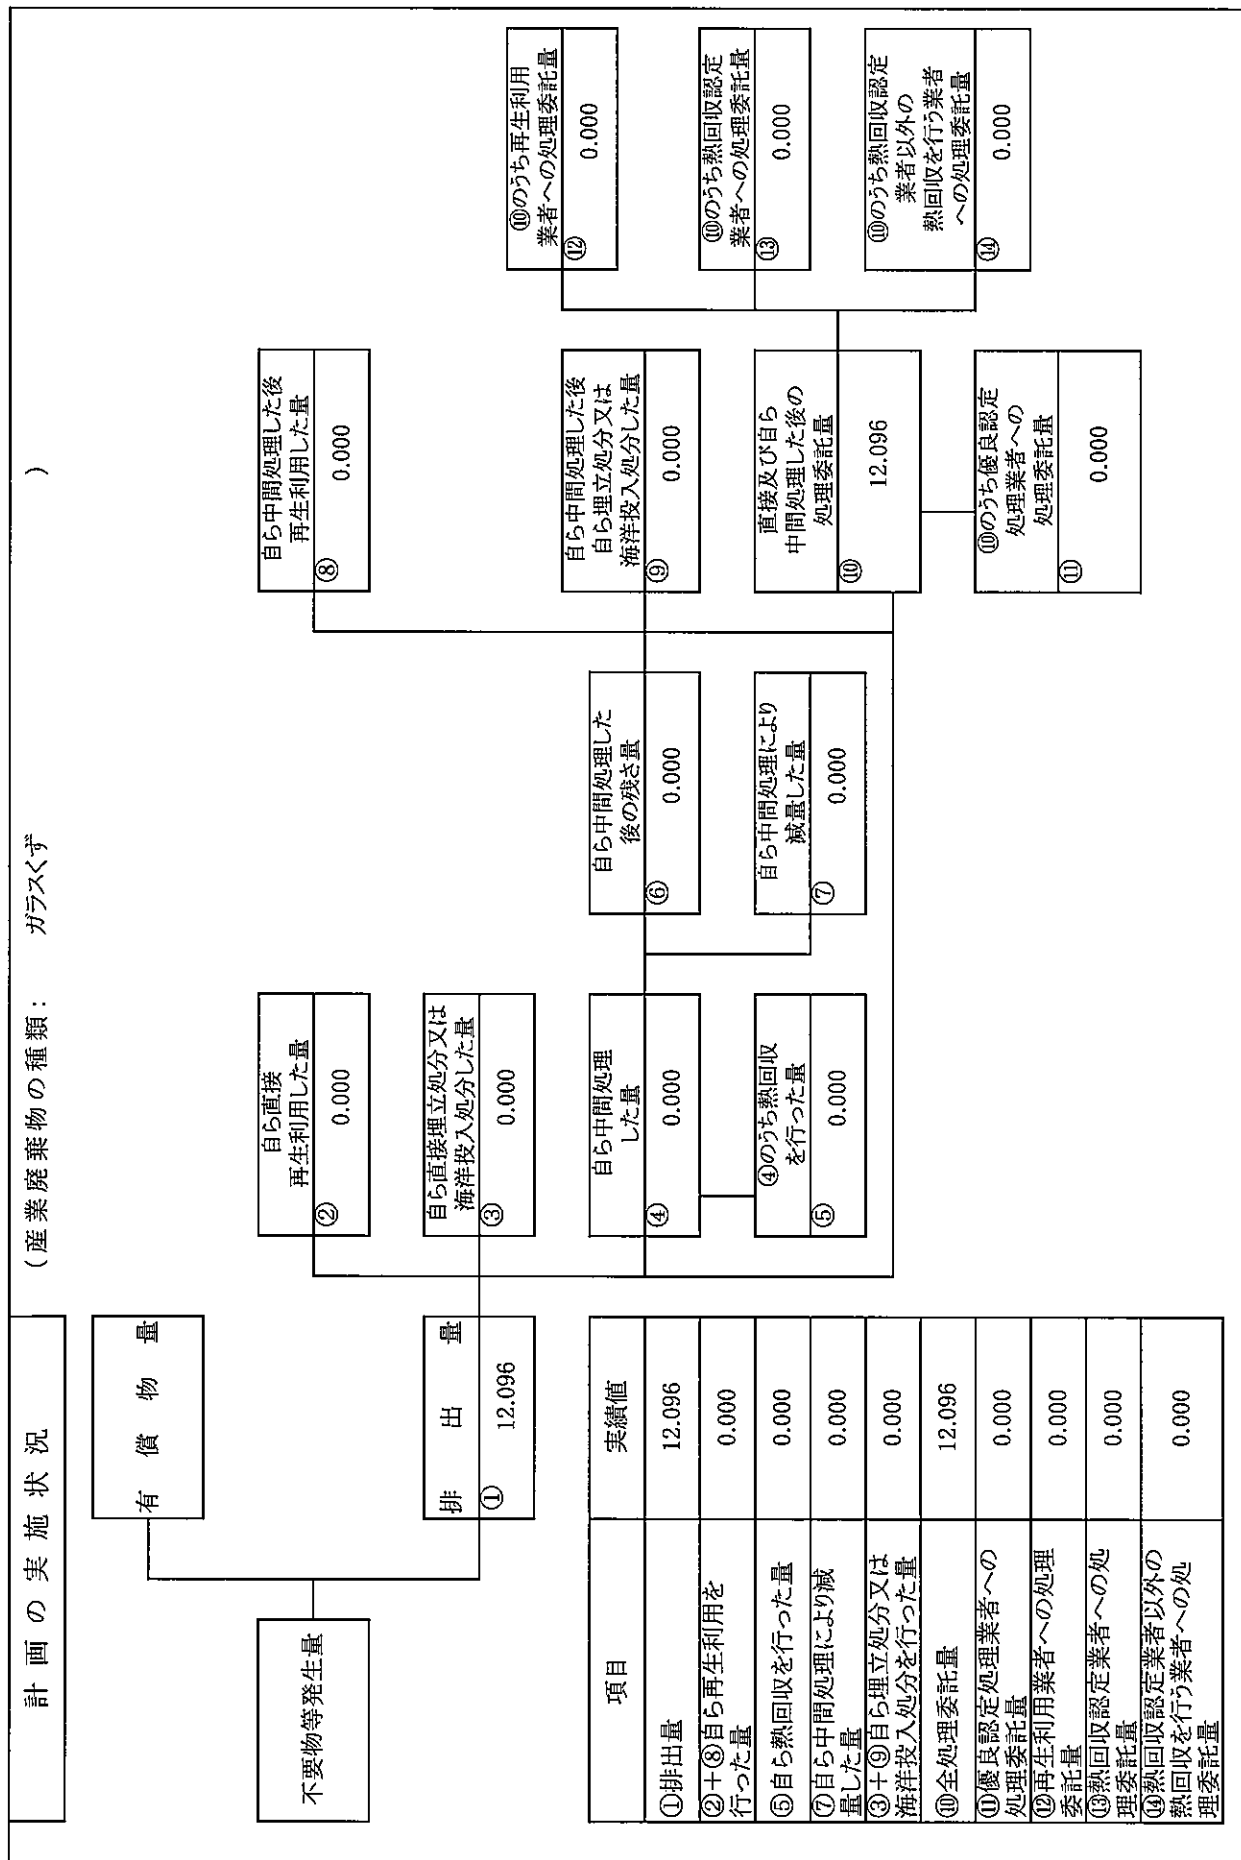 計画の実施状況
(産業廃棄物の種類: ガラスくず )
不要物等発生量
有償物量
排出量
①
12.096
自ら直接
再生利用した量
②
0.000
自ら直接埋立処分又は
海洋投入処分した量
③
0.000
自ら中間処理
した量
④
0.000
④のうち熱回収
を行った量
⑤
0.000
自ら中間処理した
後の残さ量
⑥
0.000
自ら中間処理により
減量した量
⑦
0.000
自ら中間処理した後
再生利用した量
⑧
0.000
自ら中間処理した後
自ら埋立処分又は
海洋投入処分した量
⑨
0.000
直接及び自ら
中間処理した後の
処理委託量
⑩
12.096
⑩のうち優良認定
処理業者への
処理委託量
⑪
0.000
⑩のうち再生利用
業者への処理委託量
⑫
0.000
⑩のうち熱回収認定
業者への処理委託量
⑬
0.000
⑩のうち熱回収認定
業者以外の
熱回収を行う業者
への処理委託量
⑭
0.000
項目 実績値
①排出量 12.096
②+⑧自ら再生利用を
行った量 0.000
⑤自ら熱回収を行った量 0.000
⑦自ら中間処理により減
量した量 0.000
③+⑨自ら埋立処分又は
海洋投入処分を行った量 0.000
⑩全処理委託量 12.096
⑪優良認定処理業者への
処理委託量 0.000
⑫再生利用業者への処理
委託量 0.000
⑬熱回収認定業者への処
理委託量 0.000
⑭熱回収認定業者以外の
熱回収を行う業者への処
理委託量 0.000